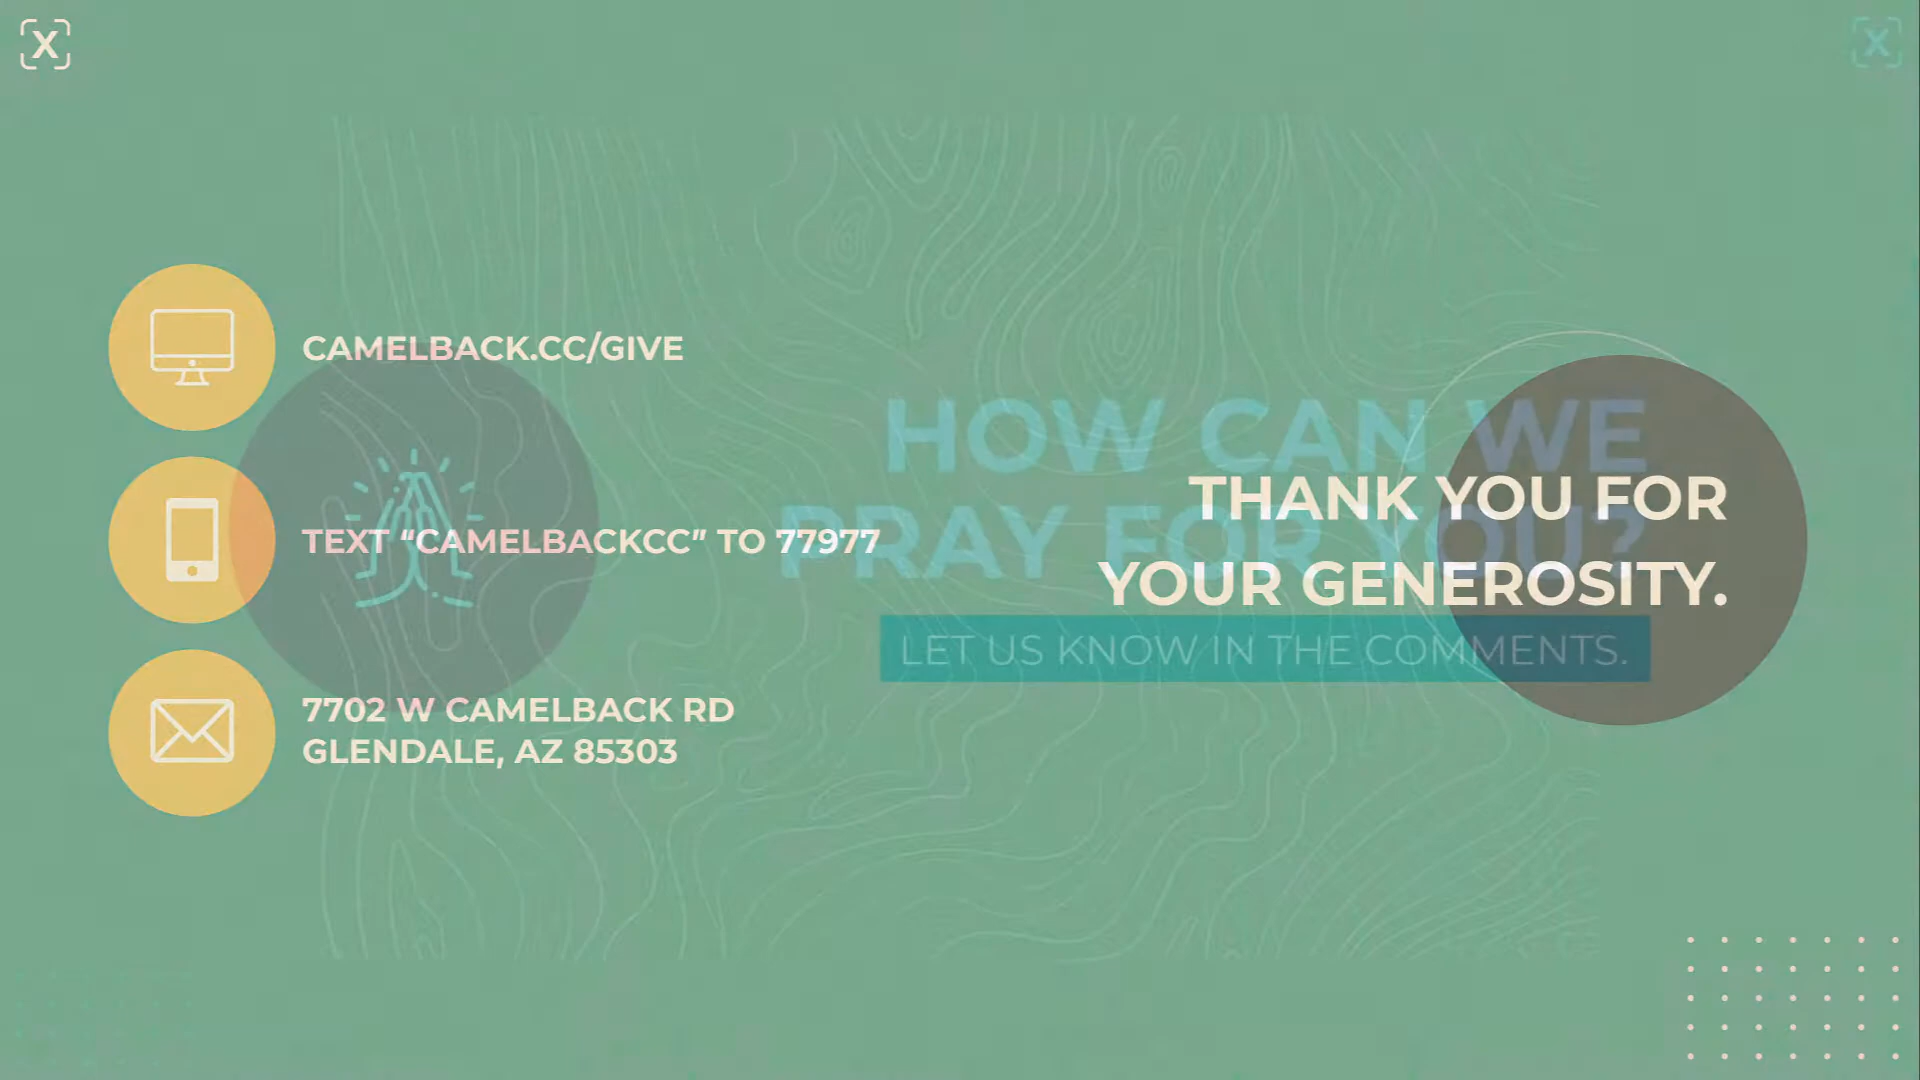 X
X
CAMELBACK.CC/GIVE
TEXT “CAMELBACKCC” TO 77977
7702 W CAMELBACK RD
GLENDALE, AZ 85303
HOW CAN WE
PRAY FOR YOU?
LET US KNOW IN THE COMMENTS.
THANK YOU FOR
YOUR GENEROSITY.